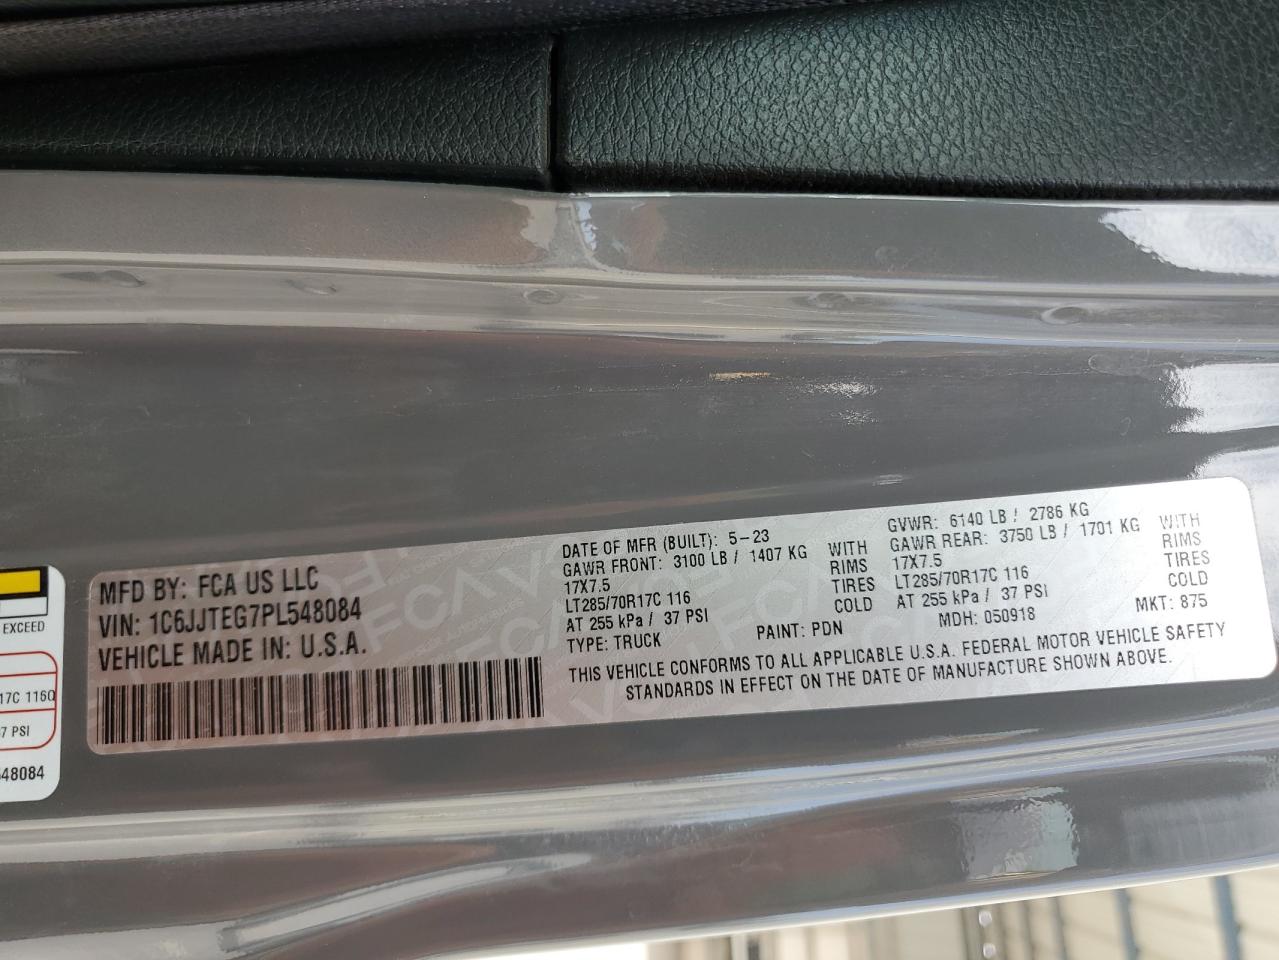 EXCEED
17C 116Q
7 PSI
548084
MFD BY: FCA US LLC
VIN: 1C6JJTEG7PL548084
VEHICLE MADE IN: U.S.A.
DATE OF MFR (BUILT): 5-23
GAWR FRONT: 3100 LB / 1407 KG WITH
17X7.5 RIMS
LT285/70R17C 116 TIRES
AT 255 kPa / 37 PSI COLD
TYPE: TRUCK PAINT: PDN
GVWR: 6140 LB / 2786 KG
GAWR REAR: 3750 LB / 1701 KG WITH
17X7.5 RIMS
LT285/70R17C 116 TIRES
AT 255 kPa / 37 PSI COLD
MDH: 050918 MKT: 875
THIS VEHICLE CONFORMS TO ALL APPLICABLE U.S.A. FEDERAL MOTOR VEHICLE SAFETY
STANDARDS IN EFFECT ON THE DATE OF MANUFACTURE SHOWN ABOVE.